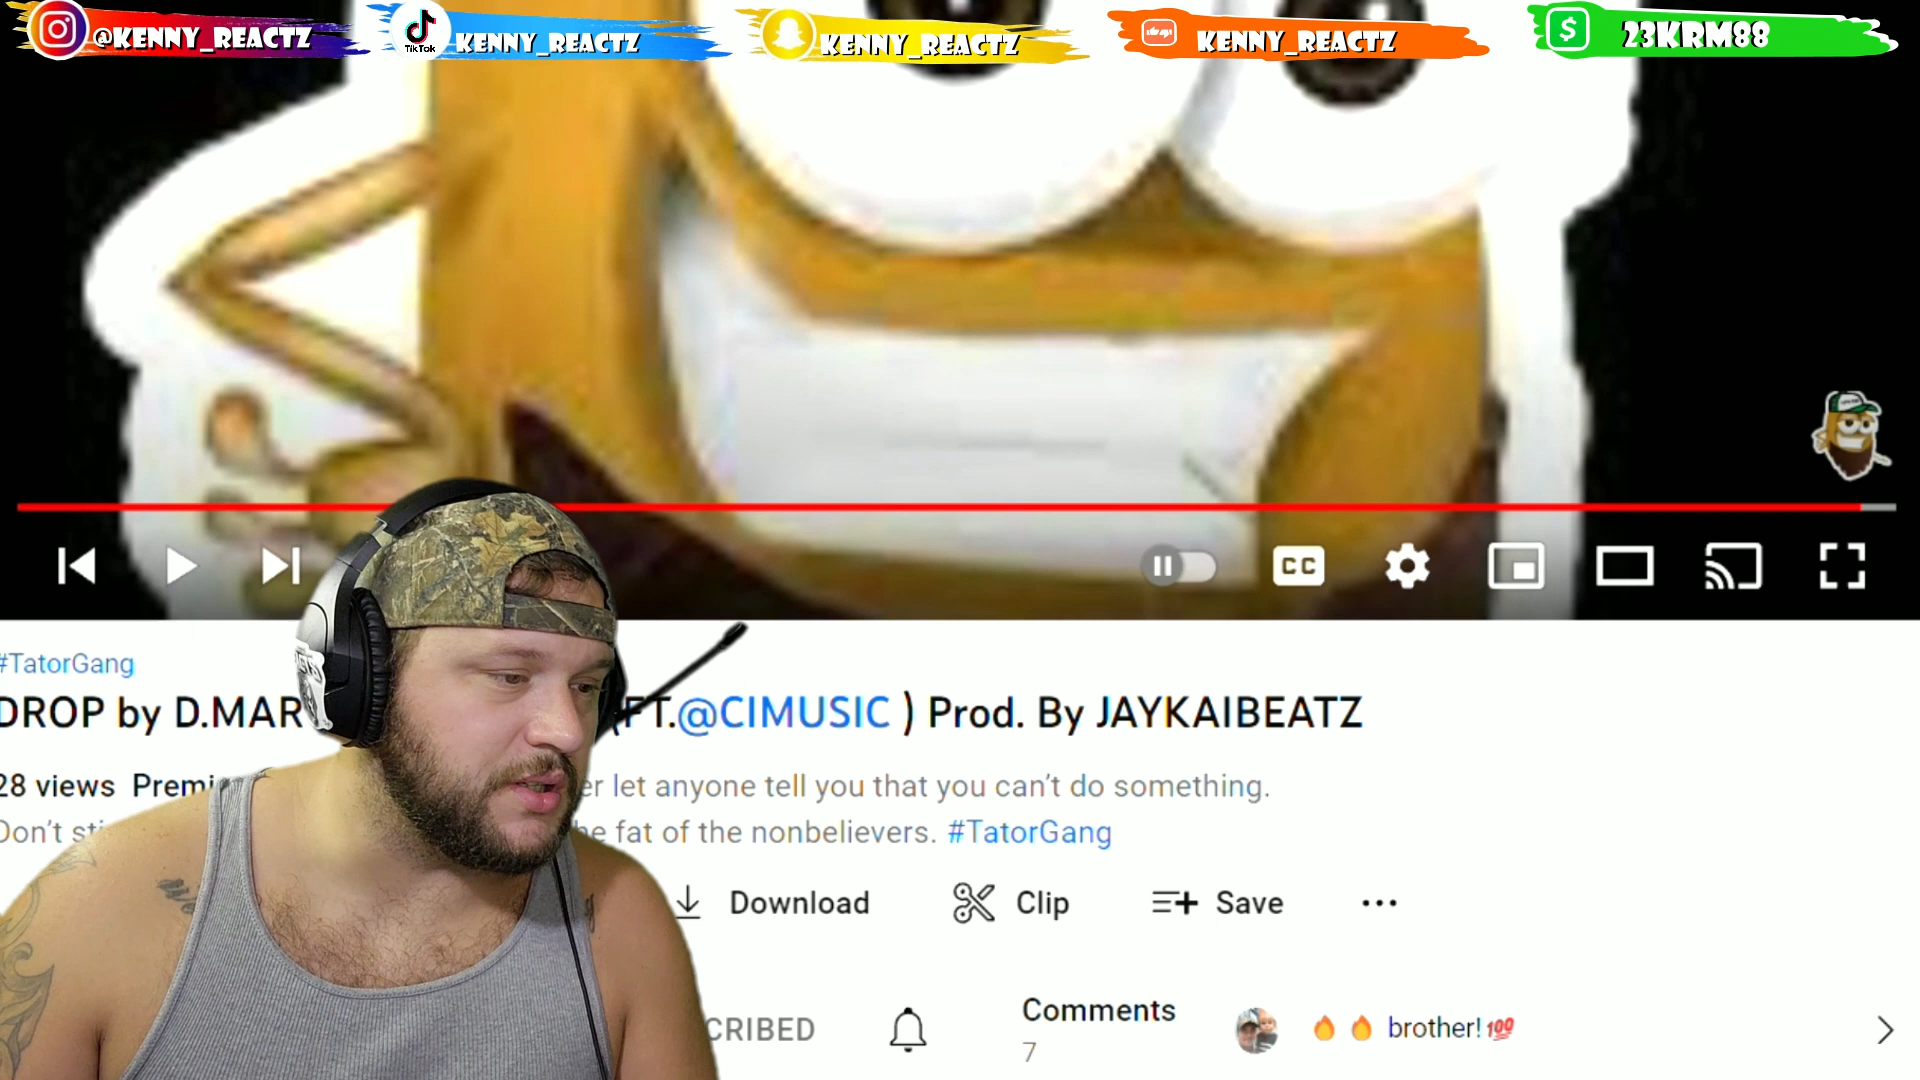 @KENNY_REACTZ
TikTok
KENNY_REACTZ
KENNY_REACTZ
KENNY_REACTZ
$
23KRM88
CC
#TatorGang
DROP by D.MAR (FT.@CIMUSIC ) Prod. By JAYKAIBEATZ
28 views Premi er let anyone tell you that you can’t do something.
Don’t sti he fat of the nonbelievers. #TatorGang
Download
Clip
Save
CRIBED
Comments
7
🔥 🔥 brother!💯